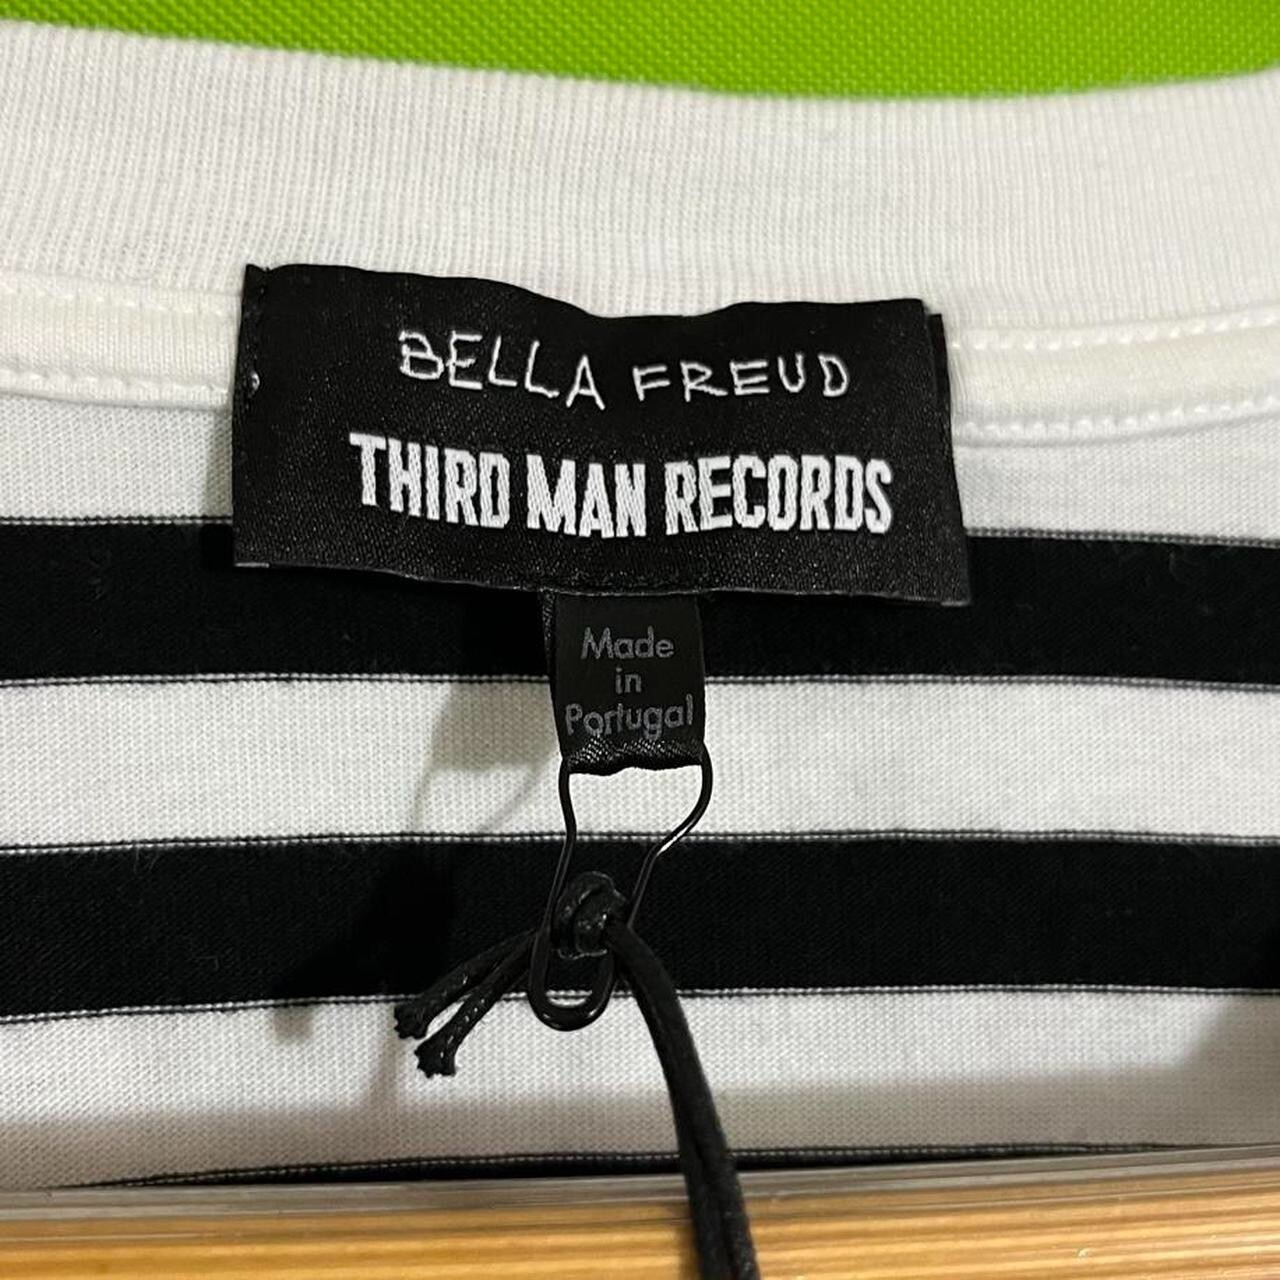 BELLA FREUD
THIRD MAN RECORDS
Made
in
Portugal